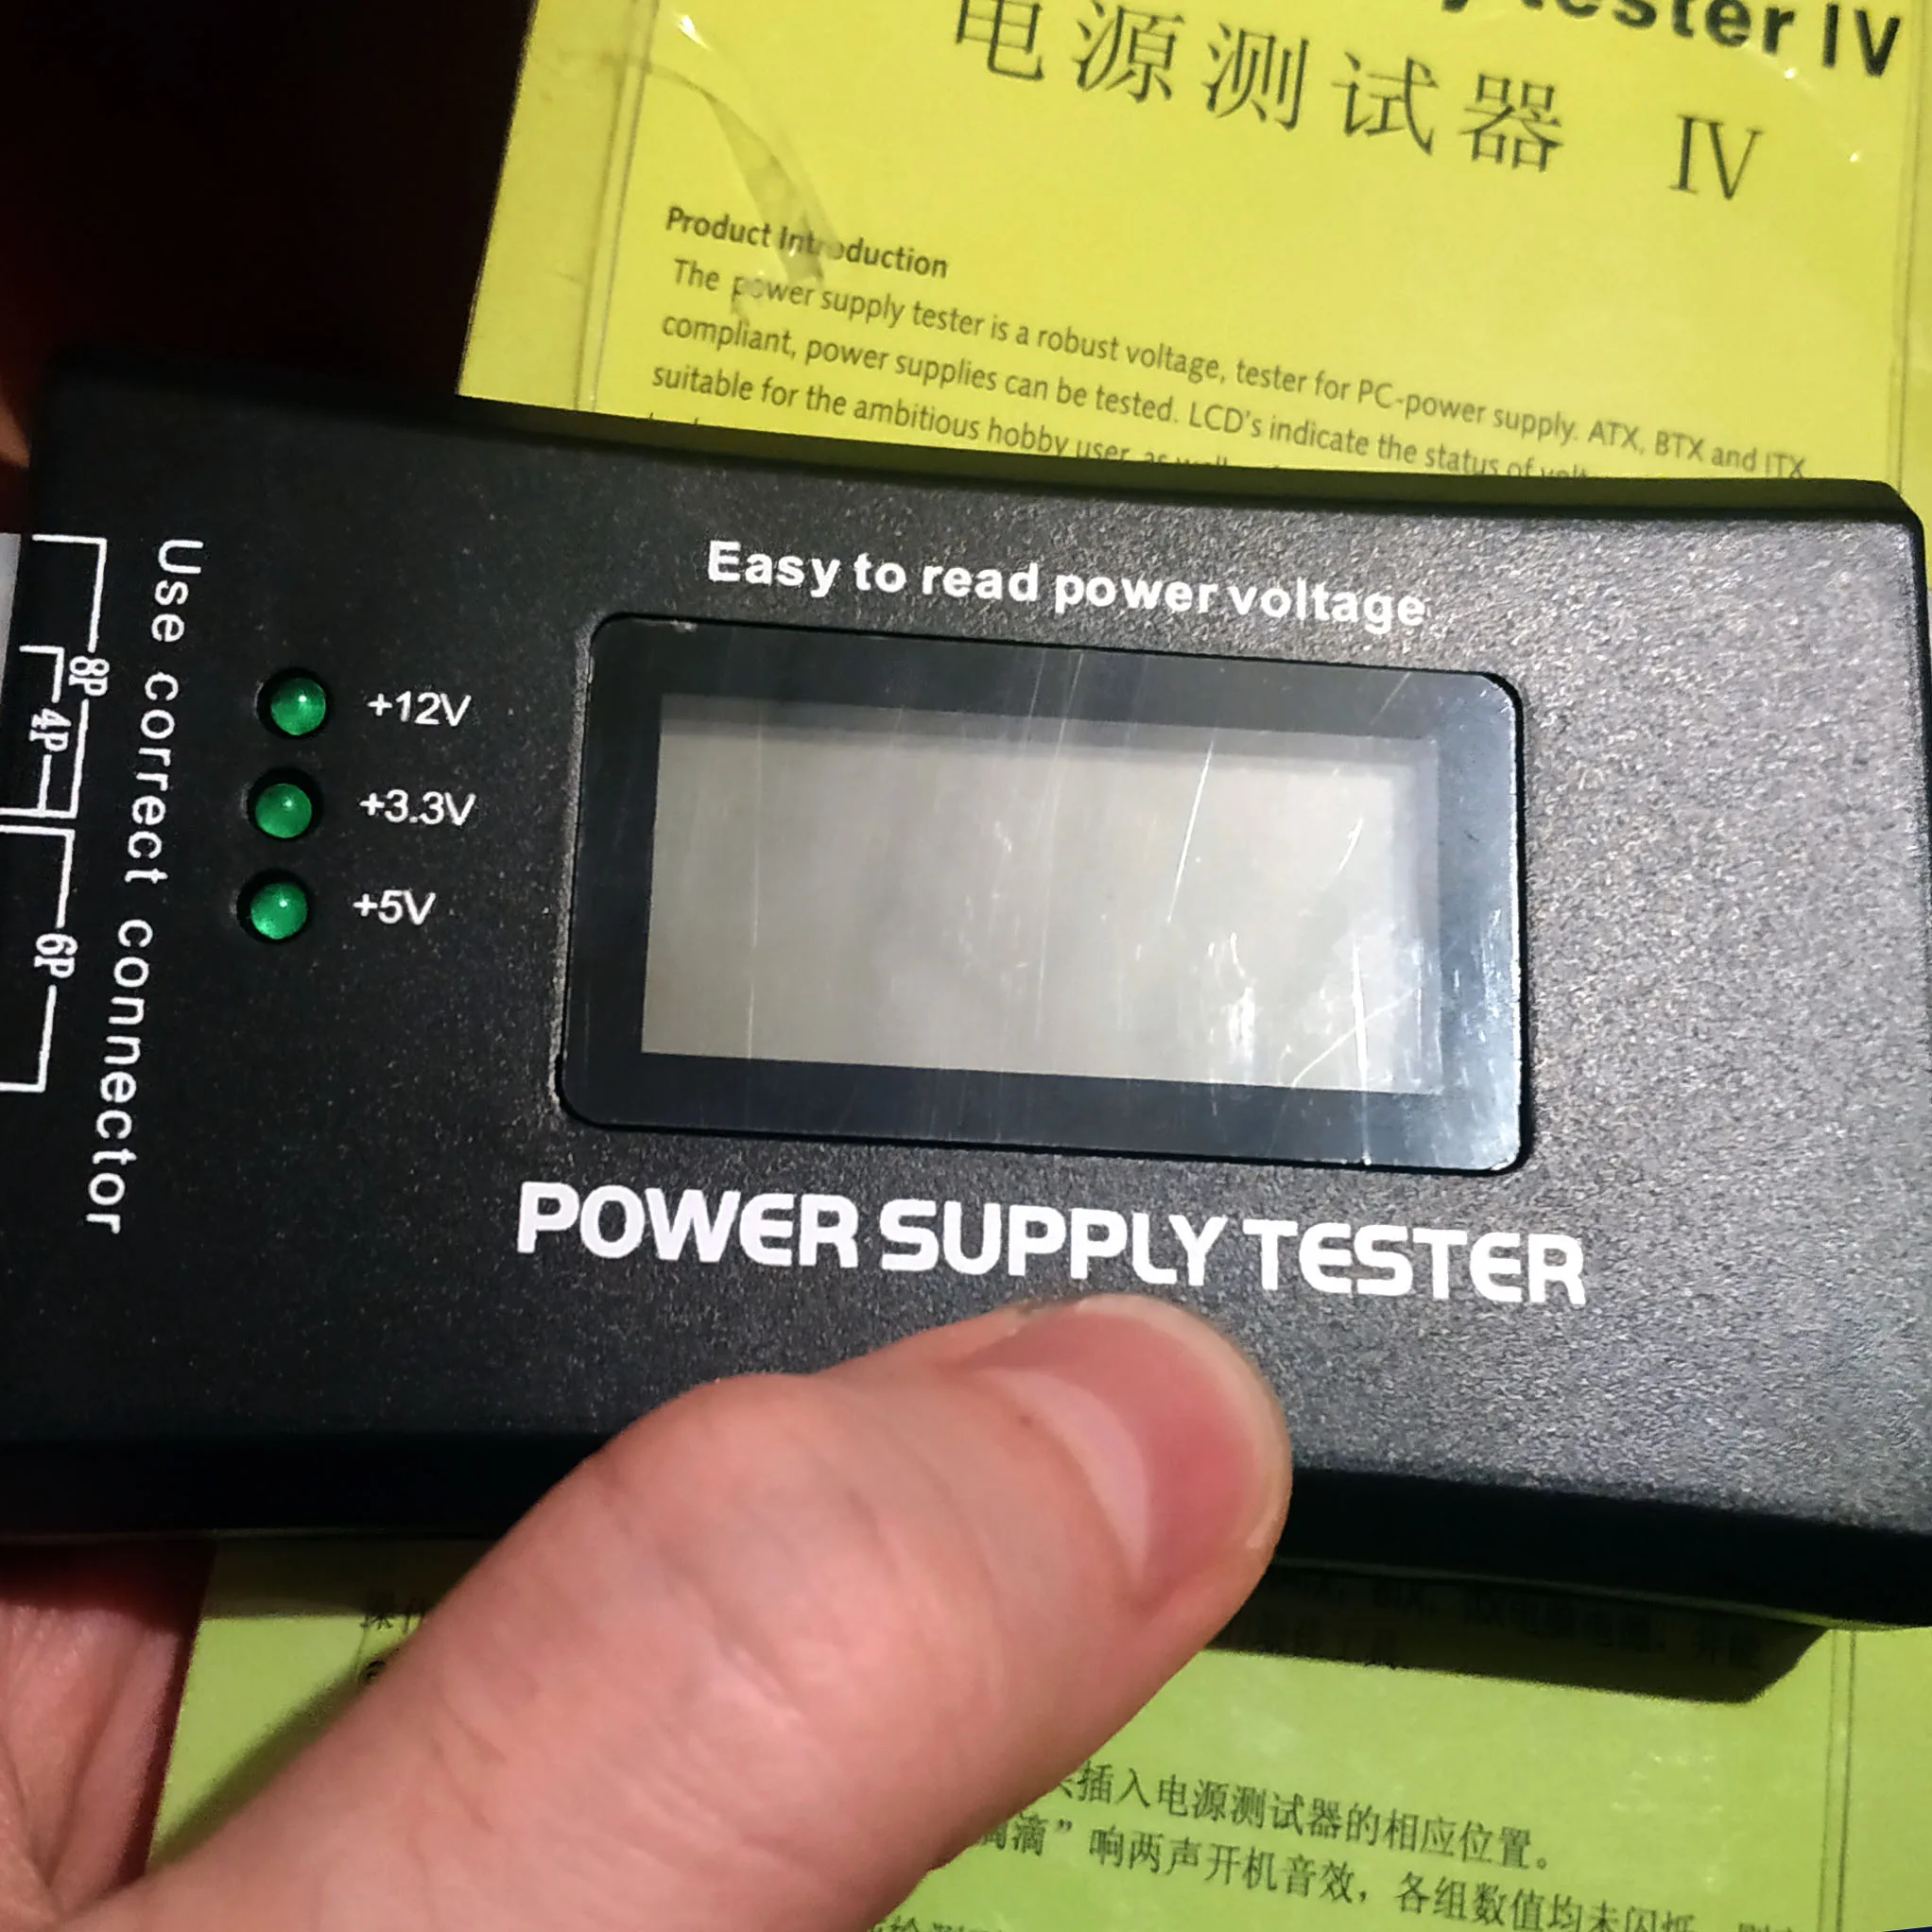 tester IV
电源测试器 IV
Product Introduction
The power supply tester is a robust voltage, tester for PC-power supply. ATX, BTX and ITX
compliant, power supplies can be tested. LCD's indicate the status of
suitable for the ambitious hobby user,
Easy to read power voltage
Use correct connector
8P
4P
6P
+12V
+3.3V
+5V
POWER SUPPLY TESTER
插入电源测试器的相应位置。
滴” 响两声开机音效，各组数值均未闪烁